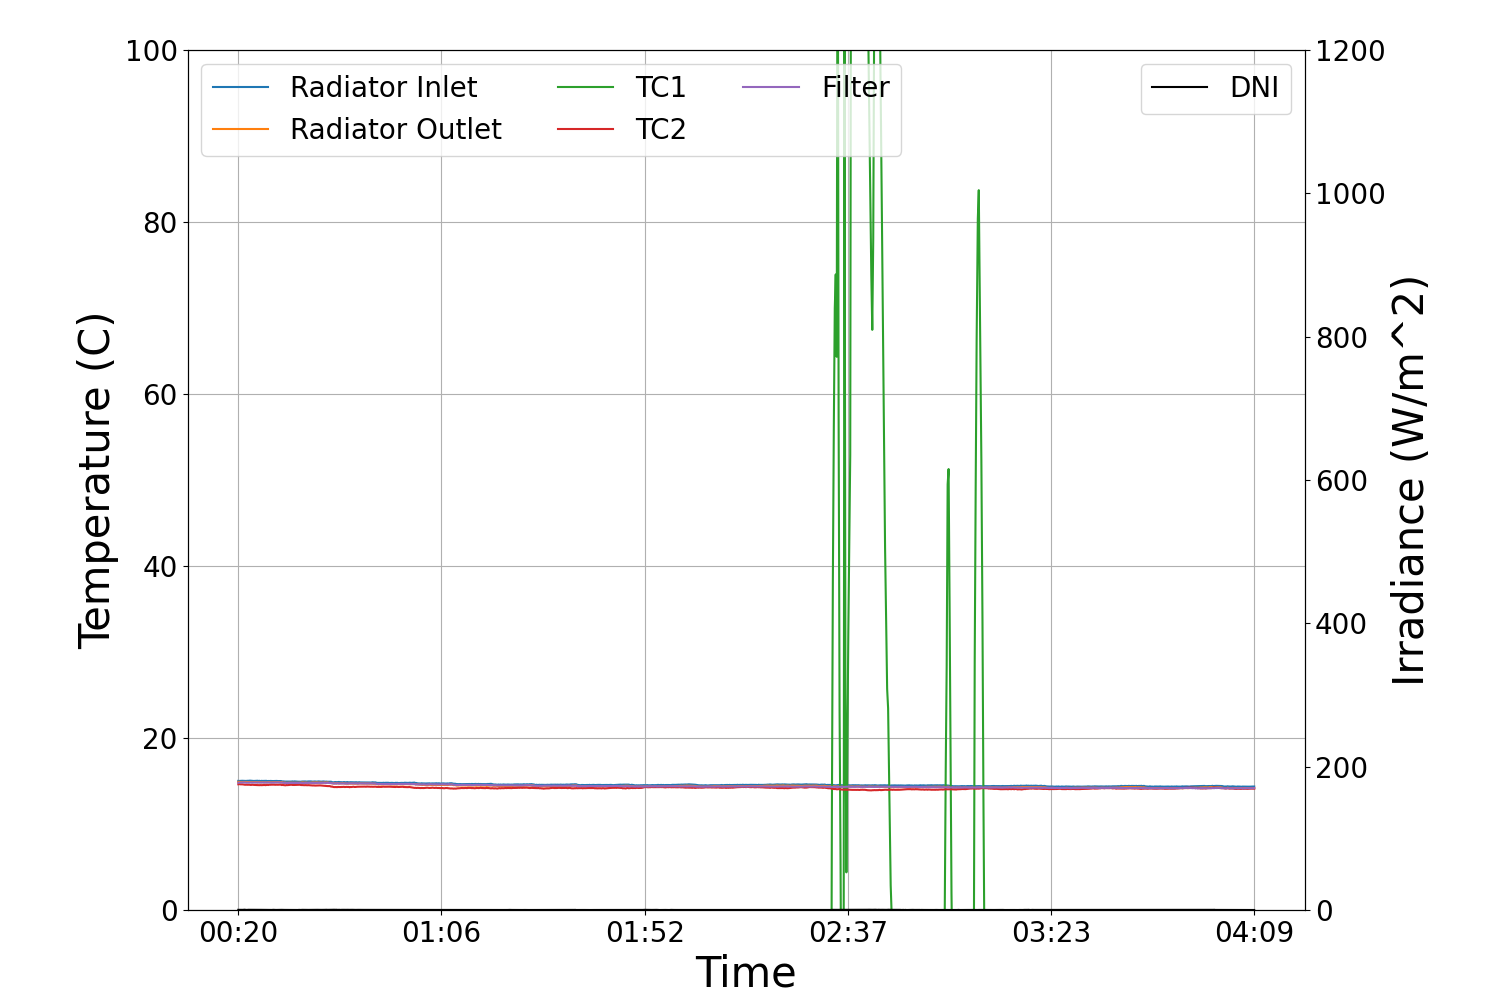 100
80
60
40
20
0
Temperature (C)
Radiator Inlet
Radiator Outlet
TC1
TC2
Filter
DNI
1200
1000
800
600
400
200
0
Irradiance (W/m^2)
00:20
01:06
01:52
02:37
03:23
04:09
Time